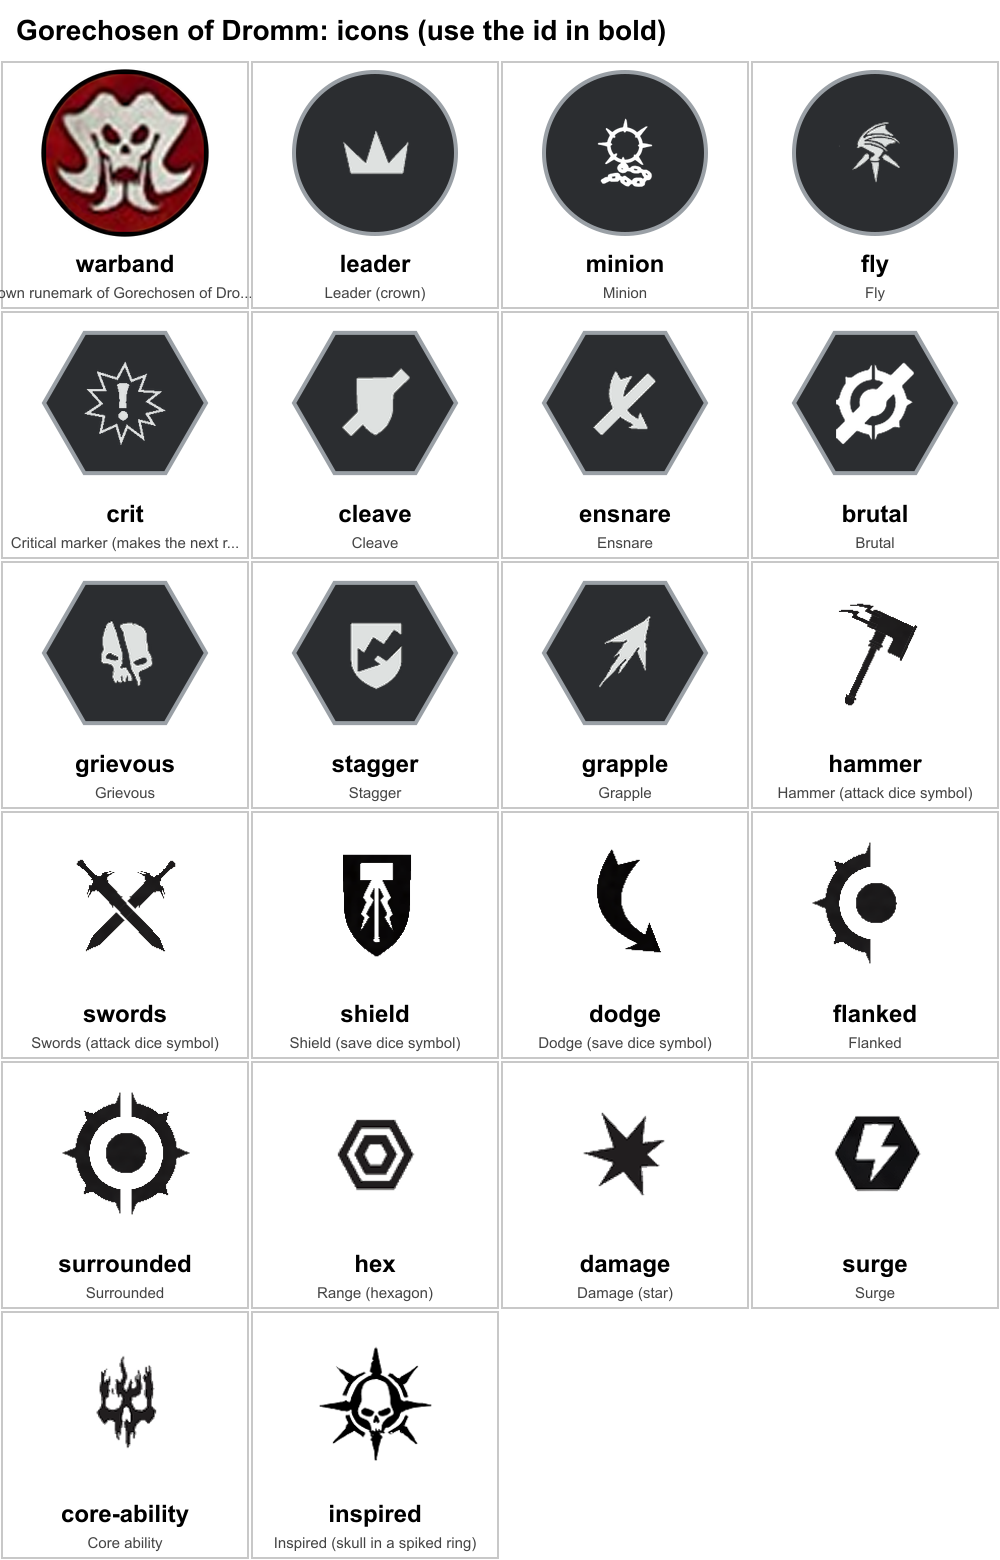 Gorechosen of Dromm: icons (use the id in bold)
warband
own runemark of Gorechosen of Dro...
leader
Leader (crown)
minion
Minion
fly
Fly
crit
Critical marker (makes the next r...
cleave
Cleave
ensnare
Ensnare
brutal
Brutal
grievous
Grievous
stagger
Stagger
grapple
Grapple
hammer
Hammer (attack dice symbol)
swords
Swords (attack dice symbol)
shield
Shield (save dice symbol)
dodge
Dodge (save dice symbol)
flanked
Flanked
surrounded
Surrounded
hex
Range (hexagon)
damage
Damage (star)
surge
Surge
core-ability
Core ability
inspired
Inspired (skull in a spiked ring)